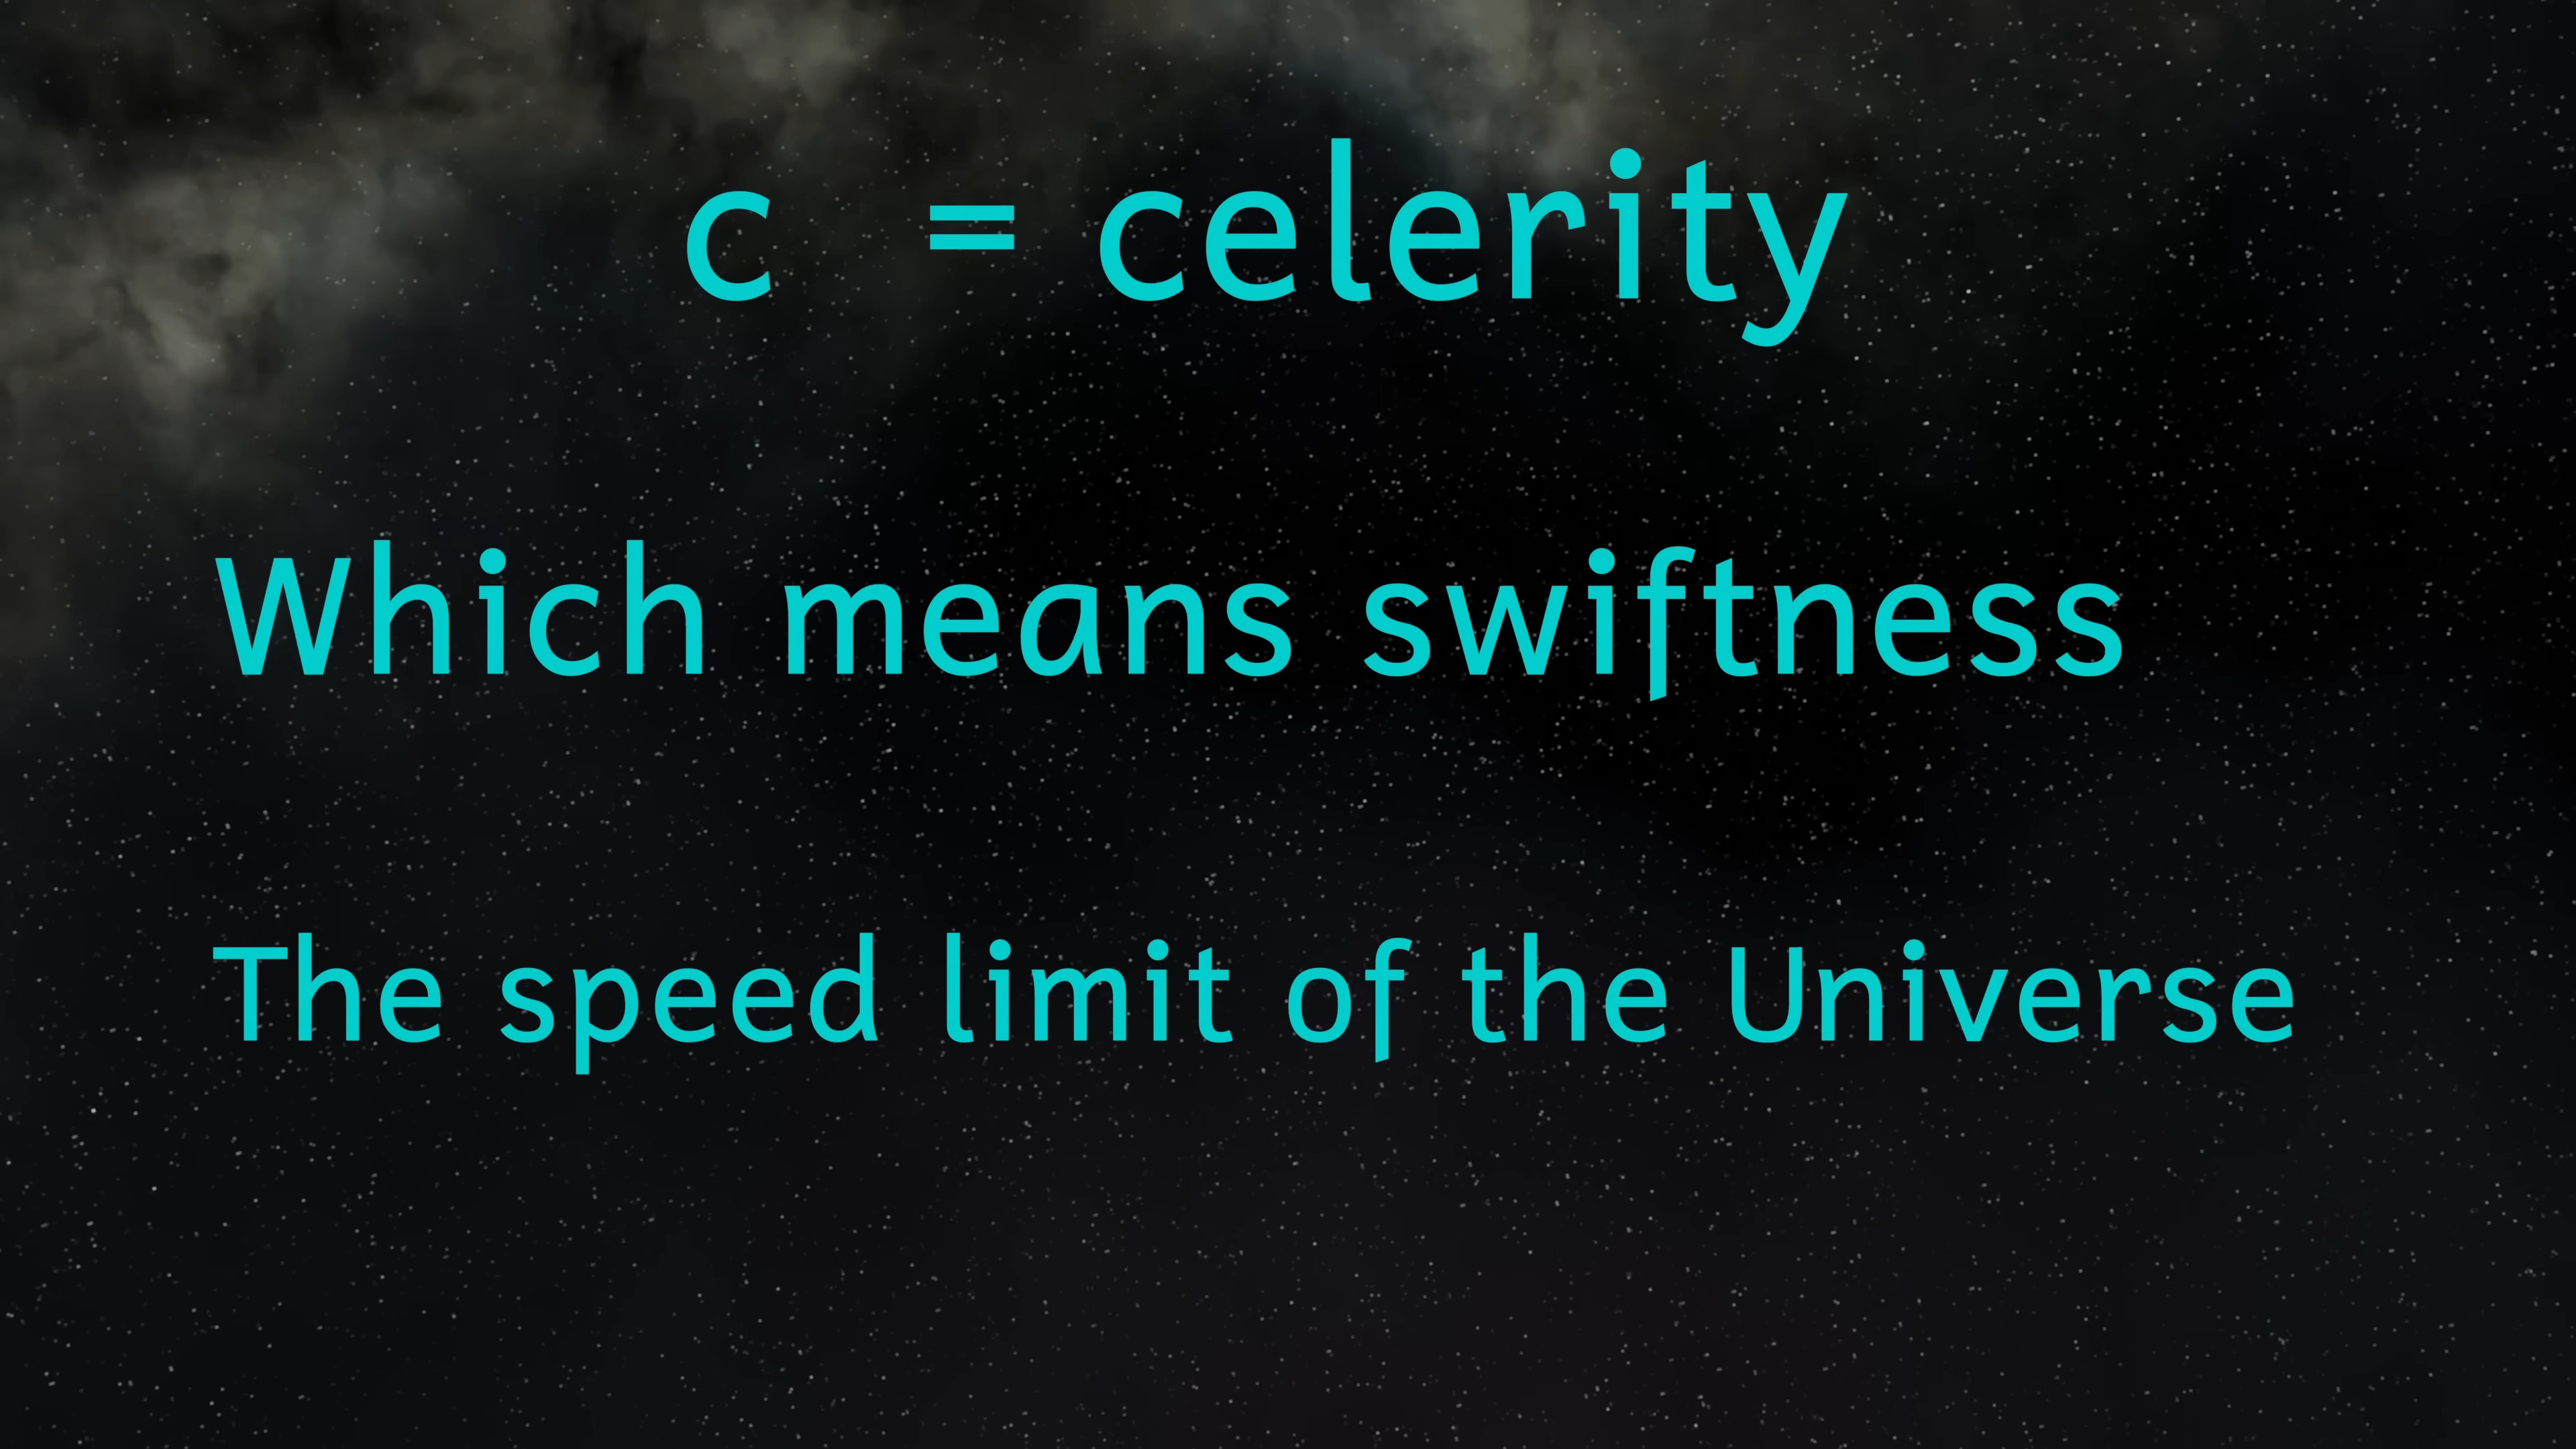 c = celerity
Which means swiftness
The speed limit of the Universe